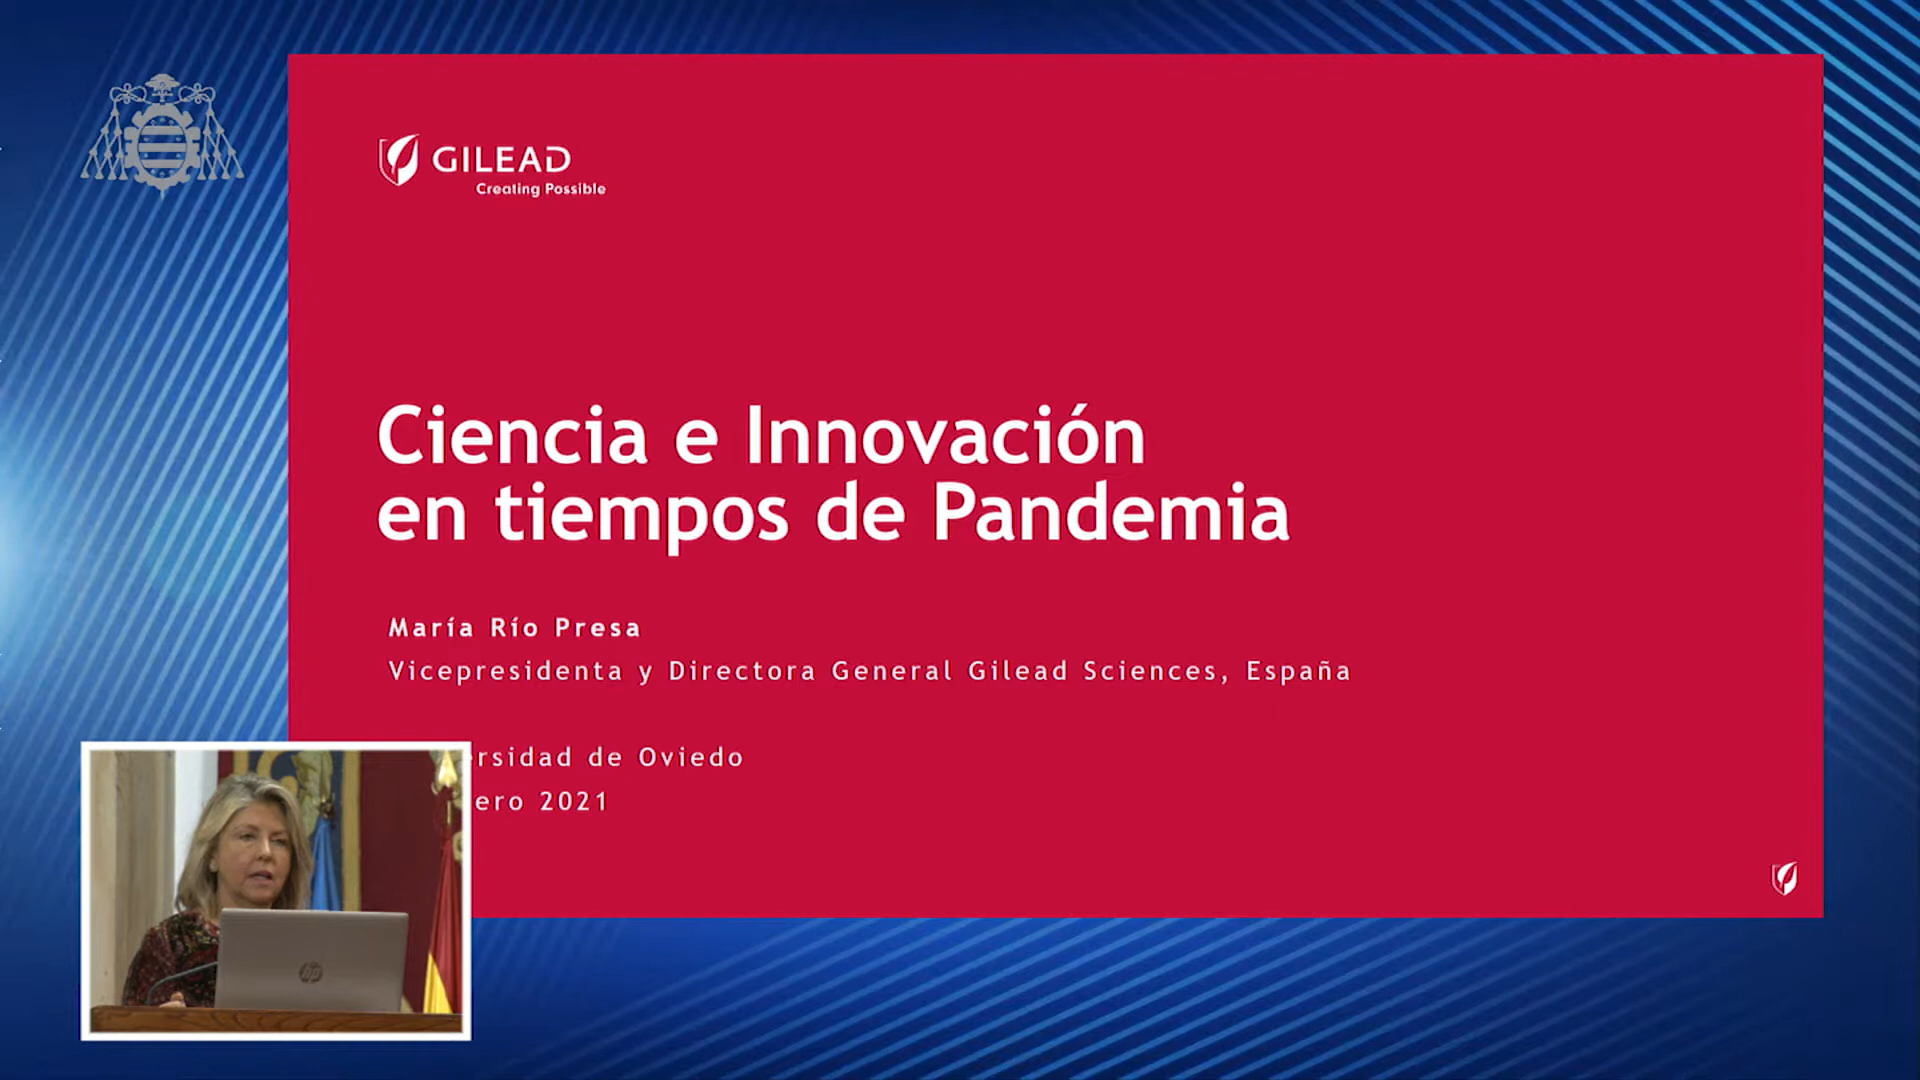 GILEAD
Creating Possible
Ciencia e Innovación
en tiempos de Pandemia
María Río Presa
Vicepresidenta y Directora General Gilead Sciences, España
rsidad de Oviedo
ero 2021
hp